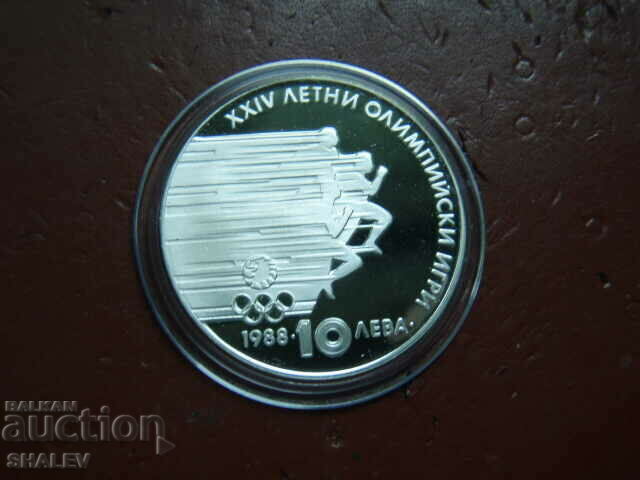 XXIV ЛЕТНИ ОЛИМПИЙСКИ ИГРИ
1988 · 10 ЛЕВА ·
BALKAN
auction
SHALEV